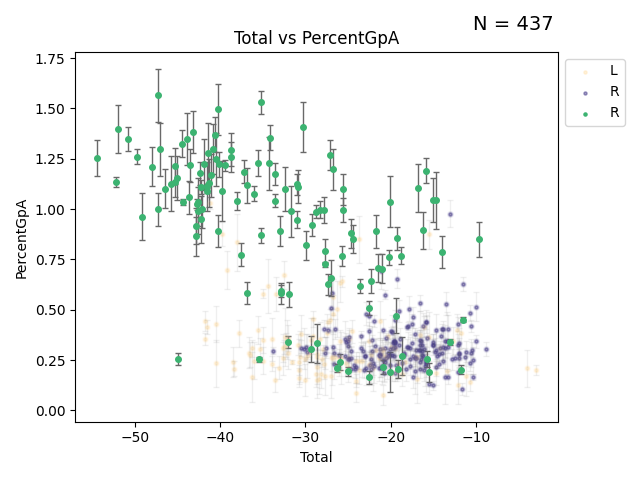 N = 437
Total vs PercentGpA
L
R
R
1.75
1.50
1.25
1.00
0.75
0.50
0.25
0.00
PercentGpA
−50
−40
−30
−20
−10
Total